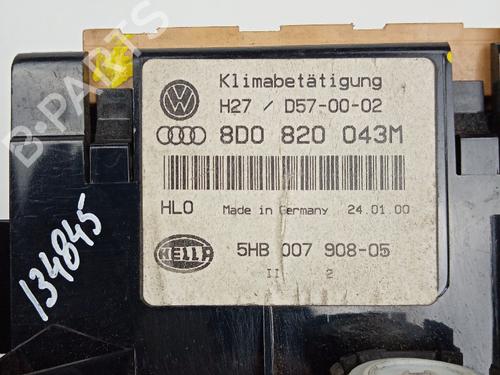 B-PARTS
Klimabetätigung
H27 / D57-00-02
8D0 820 043M
HLO Made in Germany 24.01.00
HELLA
5HB 007 908-05
II 2
134845